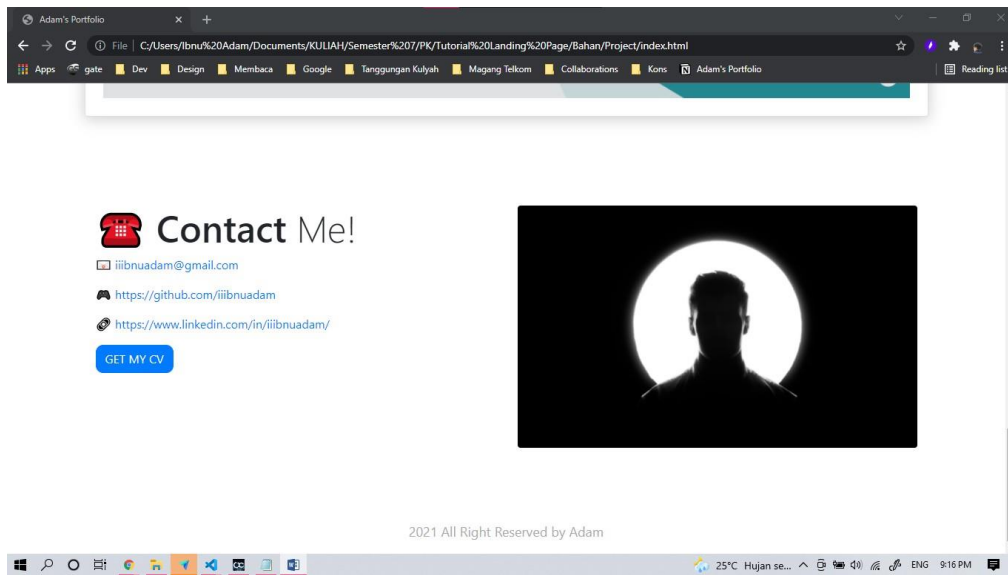 Adam's Portfolio
File | C:/Users/Ibnu%20Adam/Documents/KULIAH/Semester%207/PK/Tutorial%20Landing%20Page/Bahan/Project/index.html
Apps gate Dev Design Membaca Google Tanggungan Kulyah Magang Telkom Collaborations Kons Adam's Portfolio Reading list
Contact Me!
iiibnuadam@gmail.com
https://github.com/iiibnuadam
https://www.linkedin.com/in/iiibnuadam/
GET MY CV
2021 All Right Reserved by Adam
25°C Hujan se... ENG 9:16 PM